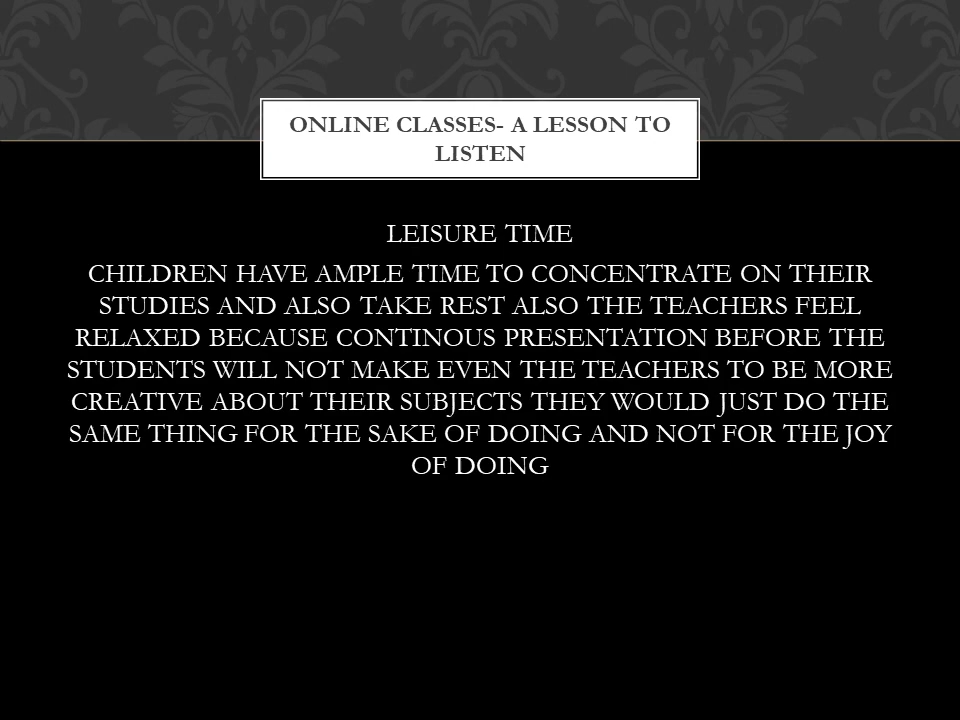 ONLINE CLASSES- A LESSON TO
LISTEN
LEISURE TIME
CHILDREN HAVE AMPLE TIME TO CONCENTRATE ON THEIR
STUDIES AND ALSO TAKE REST ALSO THE TEACHERS FEEL
RELAXED BECAUSE CONTINOUS PRESENTATION BEFORE THE
STUDENTS WILL NOT MAKE EVEN THE TEACHERS TO BE MORE
CREATIVE ABOUT THEIR SUBJECTS THEY WOULD JUST DO THE
SAME THING FOR THE SAKE OF DOING AND NOT FOR THE JOY
OF DOING